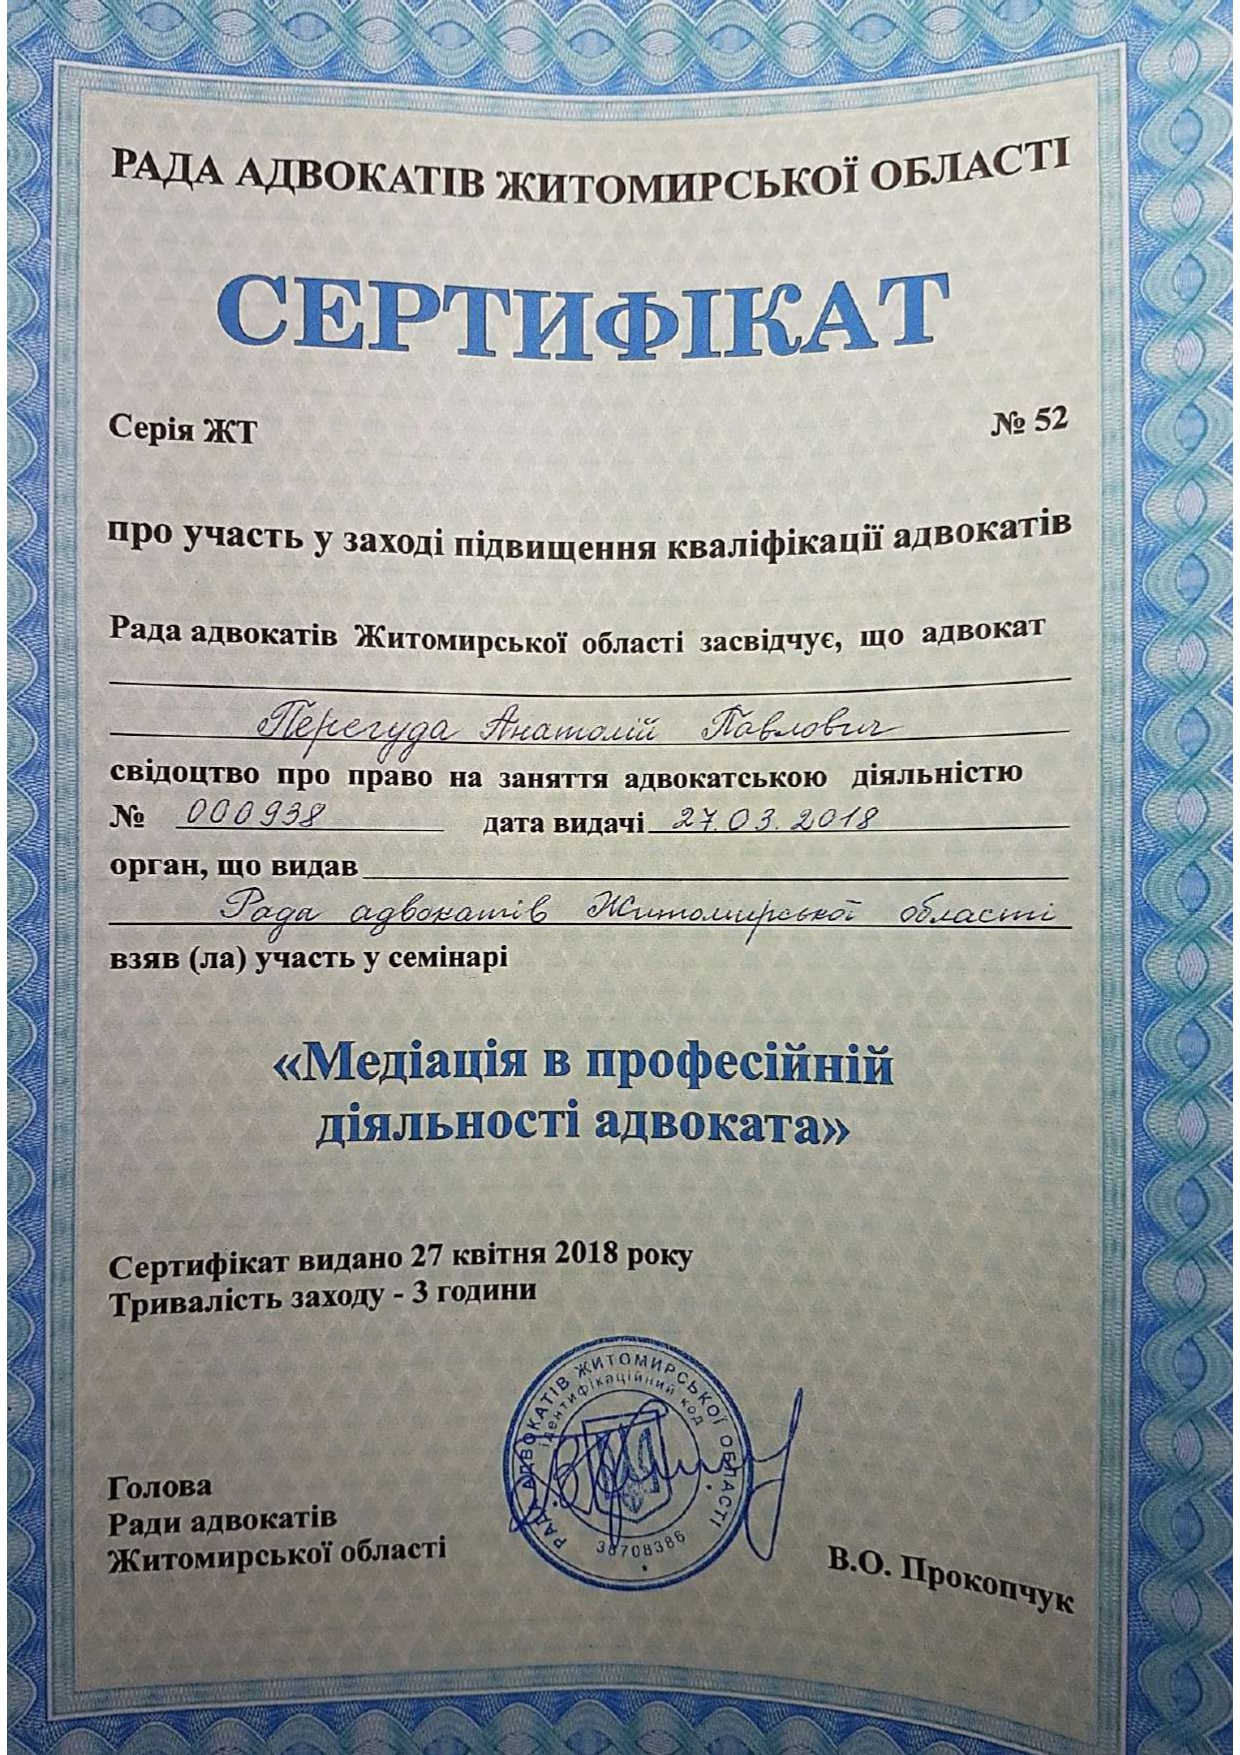 РАДА АДВОКАТІВ ЖИТОМИРСЬКОЇ ОБЛАСТІ
СЕРТИФІКАТ
Серія ЖТ № 52
про участь у заході підвищення кваліфікації адвокатів
Рада адвокатів Житомирської області засвідчує, що адвокат
Перегуда Анатолій Павлович
свідоцтво про право на заняття адвокатською діяльністю
№ 000938 дата видачі 27.03.2018
орган, що видав
Рада адвокатів Житомирської області
взяв (ла) участь у семінарі
«Медіація в професійній
діяльності адвоката»
Сертифікат видано 27 квітня 2018 року
Тривалість заходу - 3 години
РАДА АДВОКАТІВ ЖИТОМИРСЬКОЇ ОБЛАСТІ
ідентифікаційний код
38708386
Голова
Ради адвокатів
Житомирської області
В.О. Прокопчук